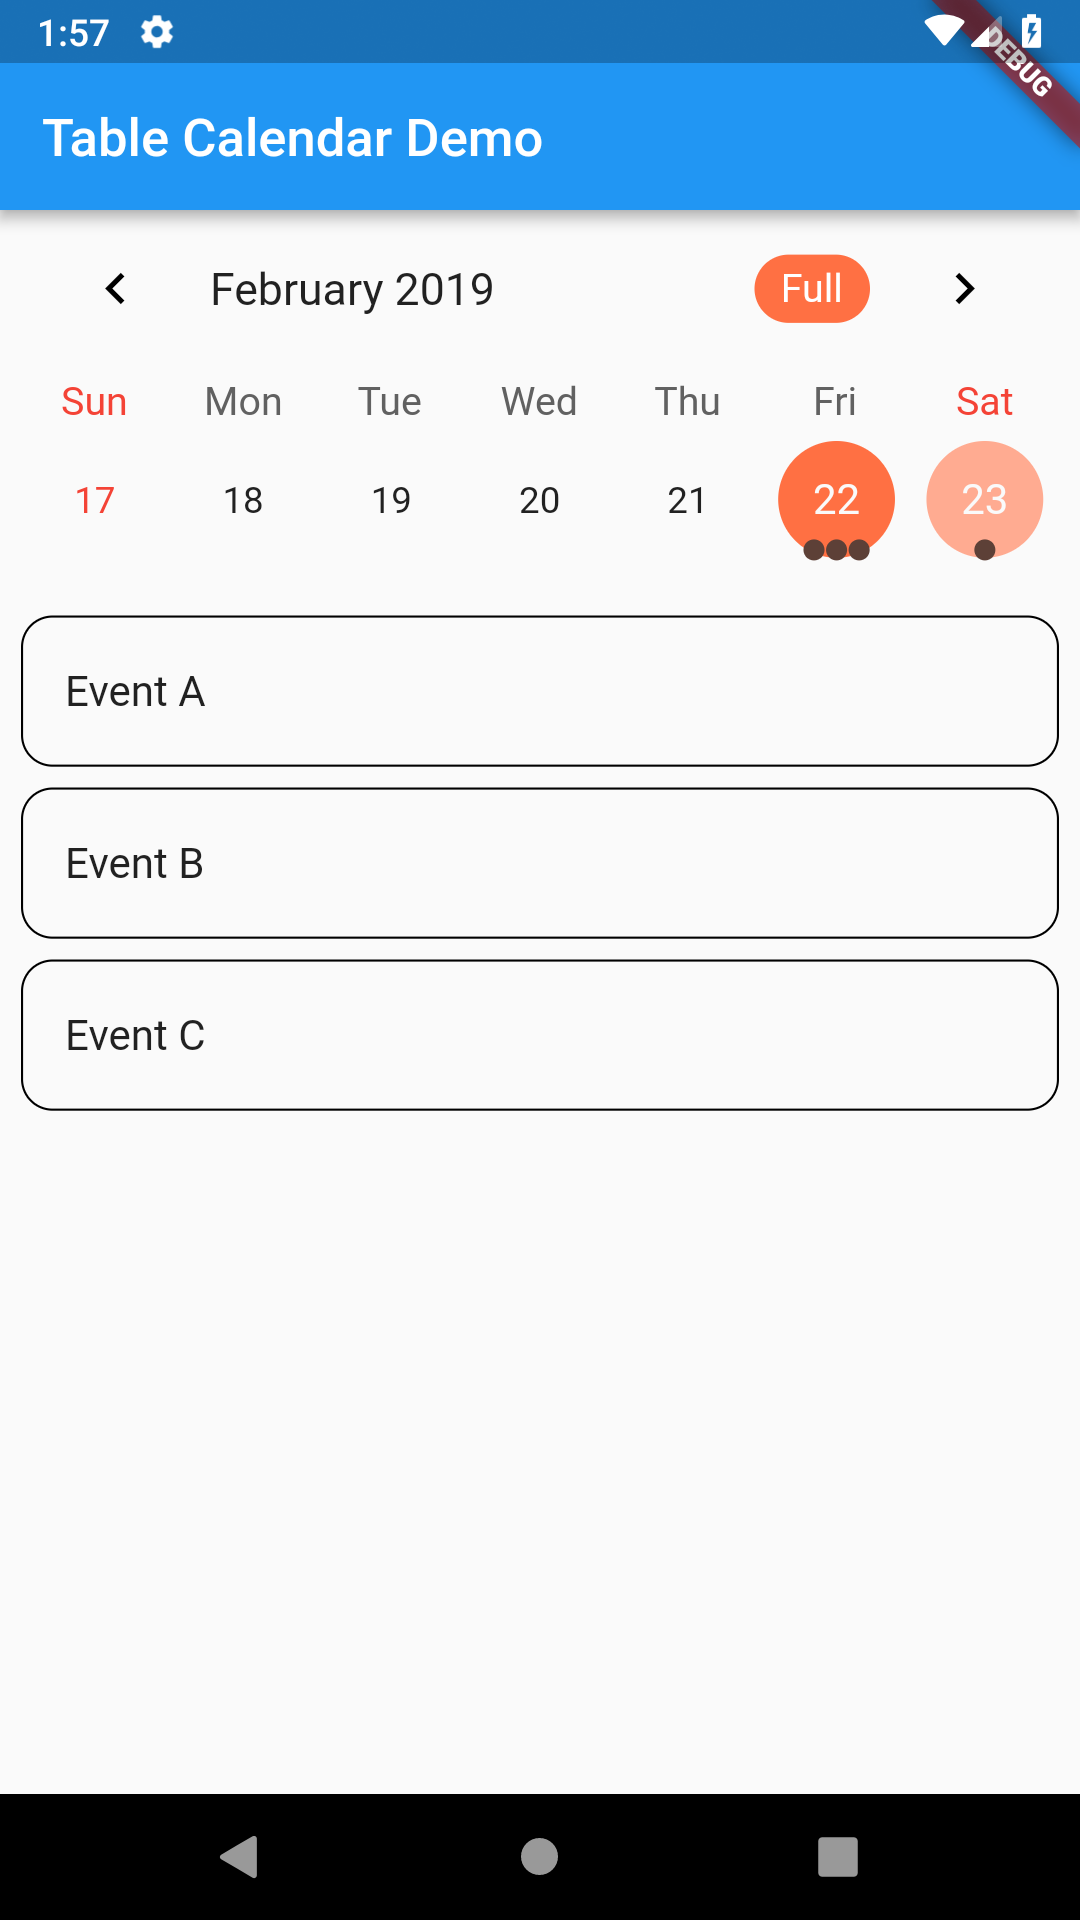 1:57
DEBUG
Table Calendar Demo
February 2019 Full
Sun Mon Tue Wed Thu Fri Sat
17 18 19 20 21 22 23
Event A
Event B
Event C